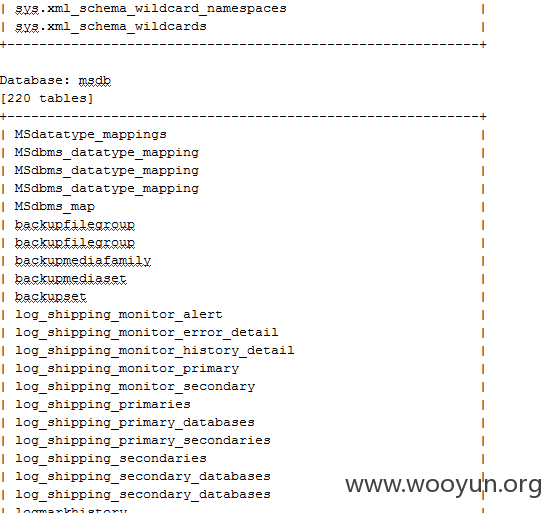 | sys.xml_schema_wildcard_namespaces |
| sys.xml_schema_wildcards |
+-----------------------------------------------------------+
Database: msdb
[220 tables]
+-----------------------------------------------------------+
| MSdatatype_mappings |
| MSdbms_datatype_mapping |
| MSdbms_datatype_mapping |
| MSdbms_datatype_mapping |
| MSdbms_map |
| backupfilegroup |
| backupfilegroup |
| backupmediafamily |
| backupmediaset |
| backupset |
| log_shipping_monitor_alert |
| log_shipping_monitor_error_detail |
| log_shipping_monitor_history_detail |
| log_shipping_monitor_primary |
| log_shipping_monitor_secondary |
| log_shipping_primaries |
| log_shipping_primary_databases |
| log_shipping_primary_secondaries |
| log_shipping_secondaries |
| log_shipping_secondary_databases |
| log_shipping_secondary_databases |
| logmarkhistory |
www.wooyun.org